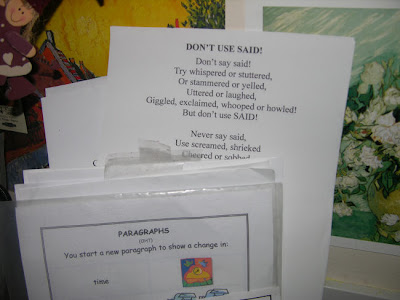 DON'T USE SAID!
Don't say said!
Try whispered or stuttered,
Or stammered or yelled,
Uttered or laughed,
Giggled, exclaimed, whooped or howled!
But don't use SAID!
Never say said,
Use screamed, shrieked
Cheered or sobbed
PARAGRAPHS
You start a new paragraph to show a change in:
time